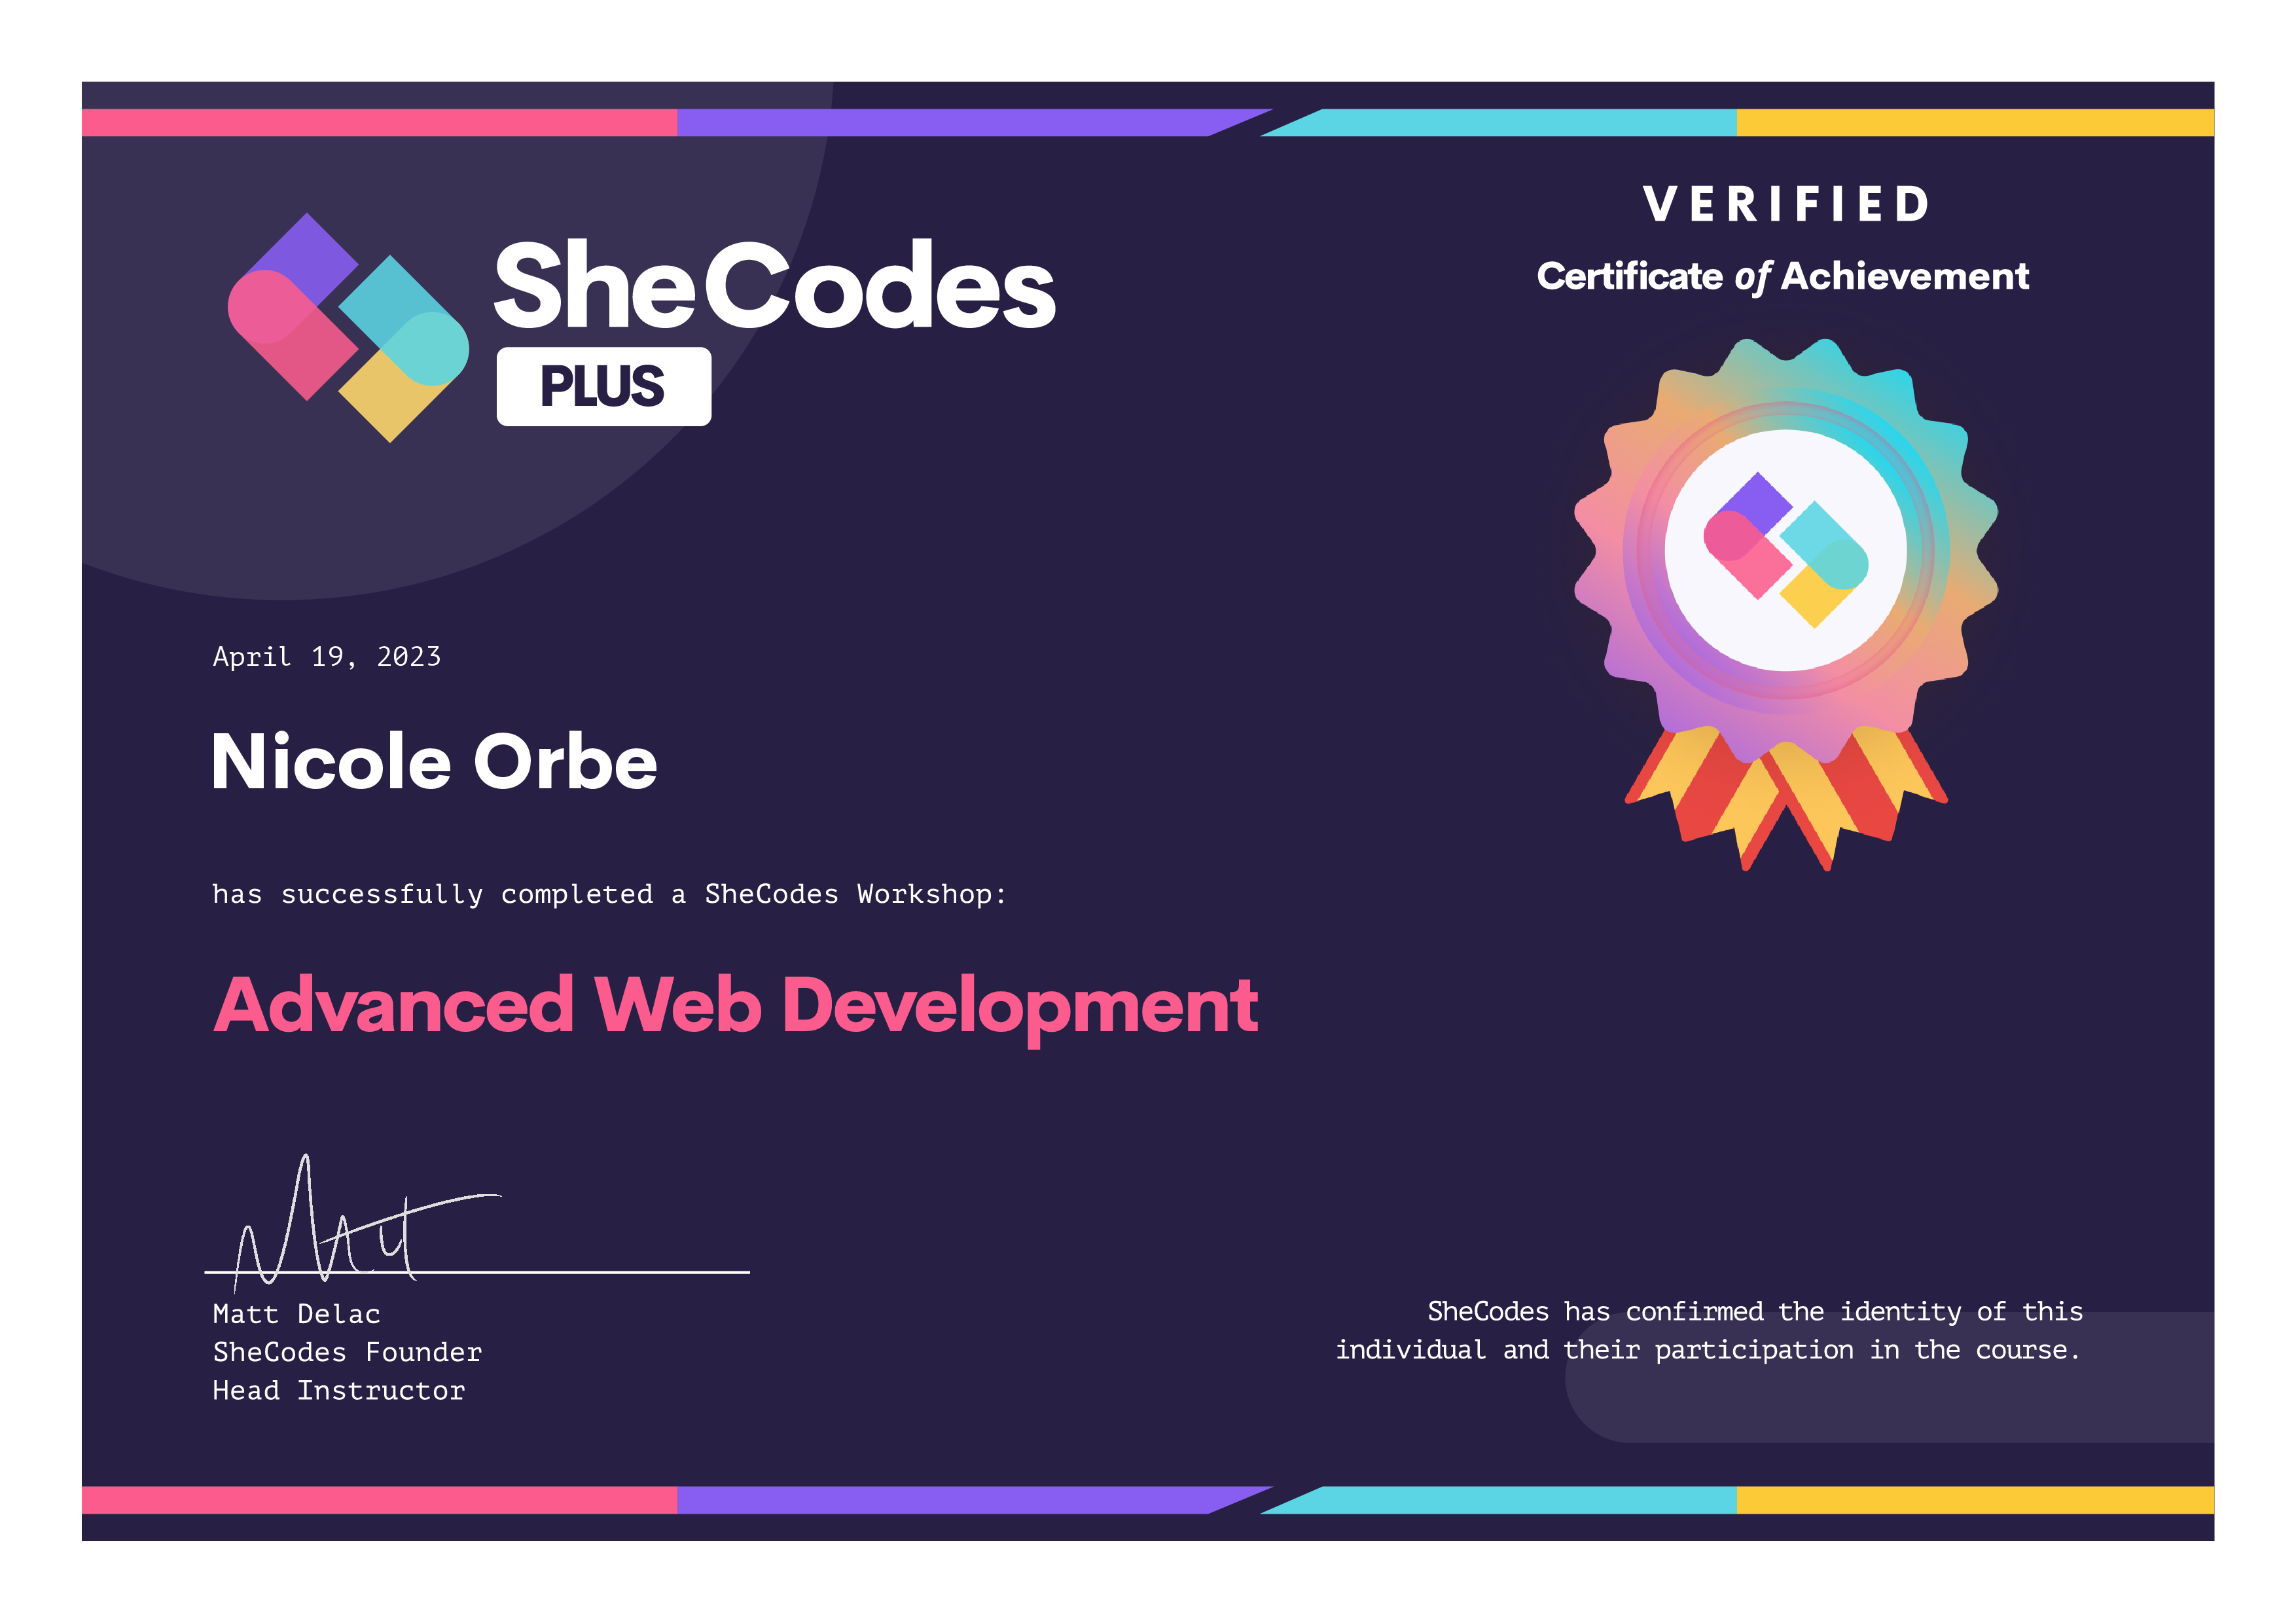 SheCodes
PLUS
VERIFIED
Certificate of Achievement
April 19, 2023
Nicole Orbe
has successfully completed a SheCodes Workshop:
Advanced Web Development
Matt
Matt Delac
SheCodes Founder
Head Instructor
SheCodes has confirmed the identity of this
individual and their participation in the course.